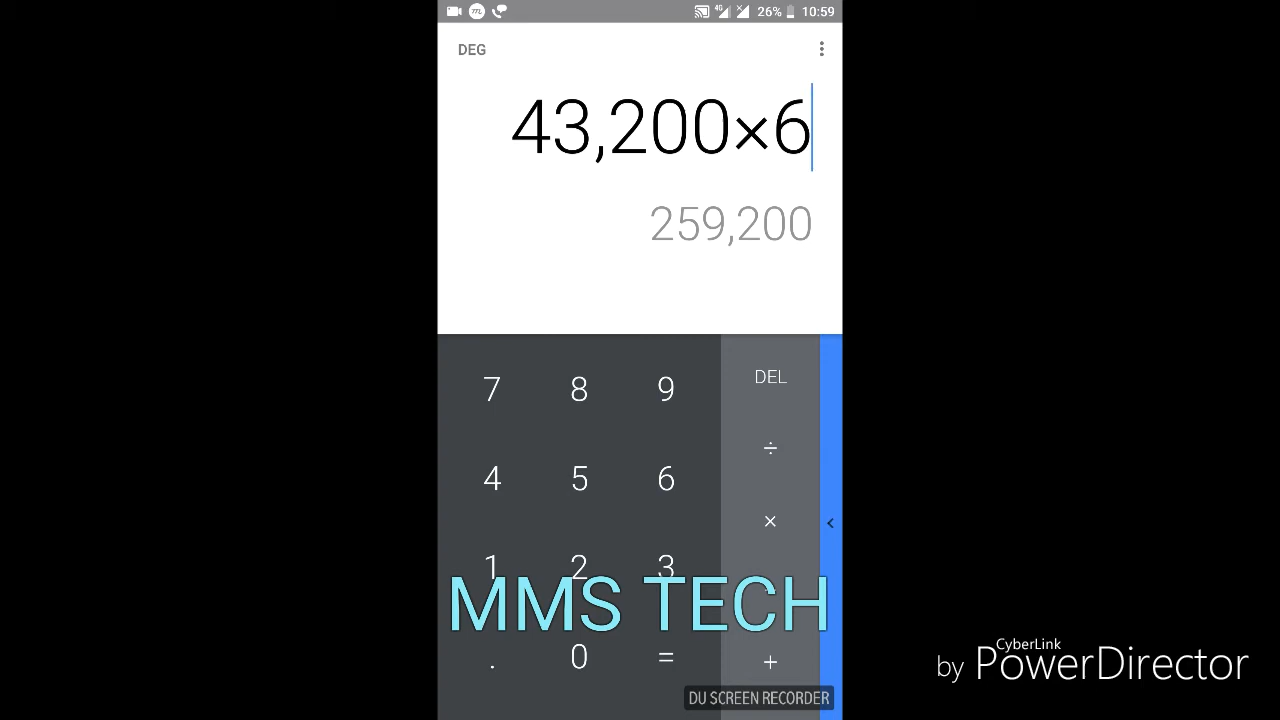 26% 10:59
DEG
43,200×6
259,200
7 8 9 DEL
÷
4 5 6
×
1 2 3
MMS TECH
. 0 = +
CyberLink
by PowerDirector
DU SCREEN RECORDER